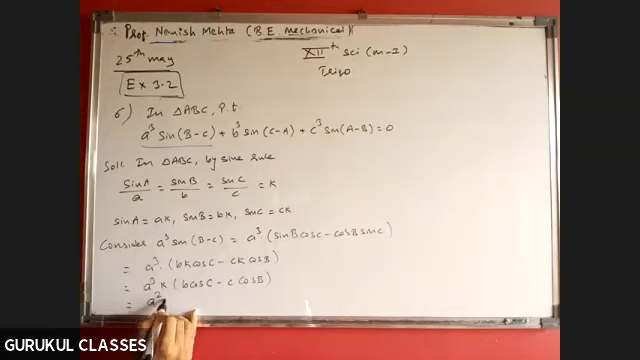 :- Prof. Namish Mehta (B.E. Mechanical)
25th may
XIIth Sci (m-I)
Ex 3.2
Trigo
6) In ΔABC, P.t.
a³ sin(B-C) + b³ sin(C-A) + c³ sin(A-B) = 0
Soln. In ΔABC, by sine rule
sinA/a = sinB/b = sinC/c = K
sinA = aK, sinB = bK, sinC = cK
Consider a³ sin(B-C) = a³ · (sinB cosC - cosB sinC)
= a³ · (bK cosC - cK cosB)
= a³ K (b cosC - c cosB)
= a²
GURUKUL CLASSES